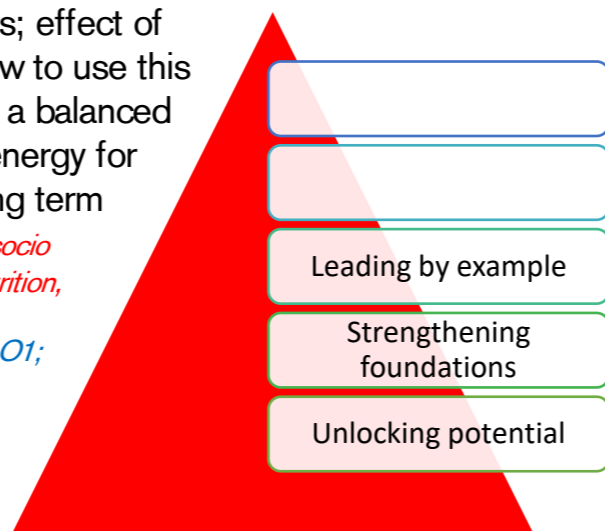 s; effect of
w to use this
a balanced
energy for
ng term
socio
rition,
O1;
Leading by example
Strengthening
foundations
Unlocking potential